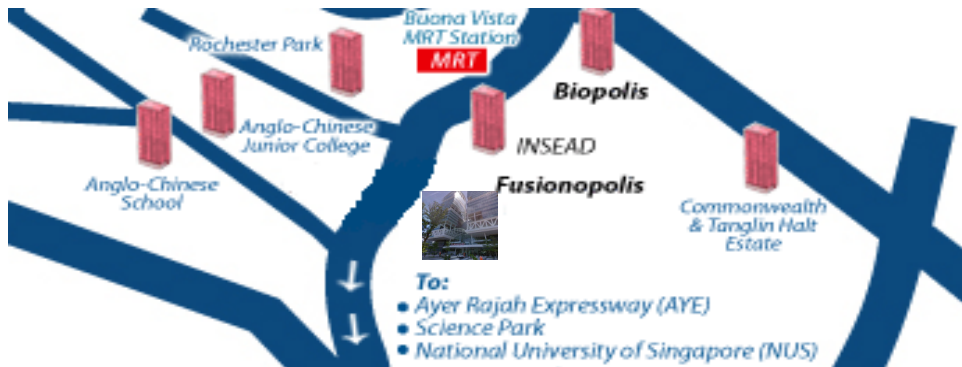 Buona Vista
MRT Station
MRT
Rochester Park
Biopolis
Anglo-Chinese
Junior College
INSEAD
Anglo-Chinese
School
Fusionopolis
Commonwealth
& Tanglin Halt
Estate
To:
• Ayer Rajah Expressway (AYE)
• Science Park
• National University of Singapore (NUS)